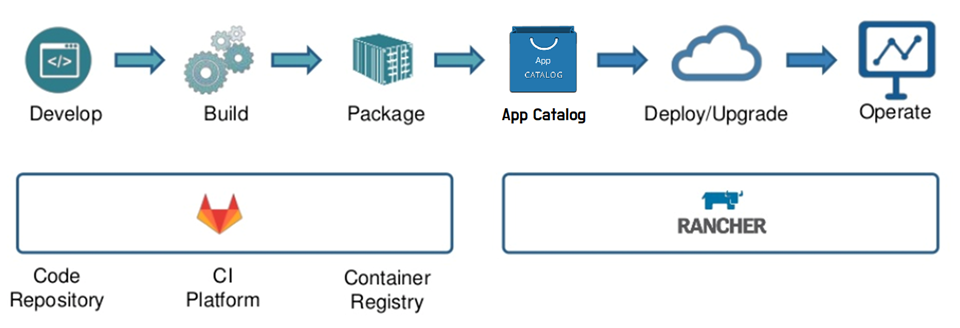 </>
App
CATALOG
Develop
Build
Package
App Catalog
Deploy/Upgrade
Operate
RANCHER
Code
Repository
CI
Platform
Container
Registry